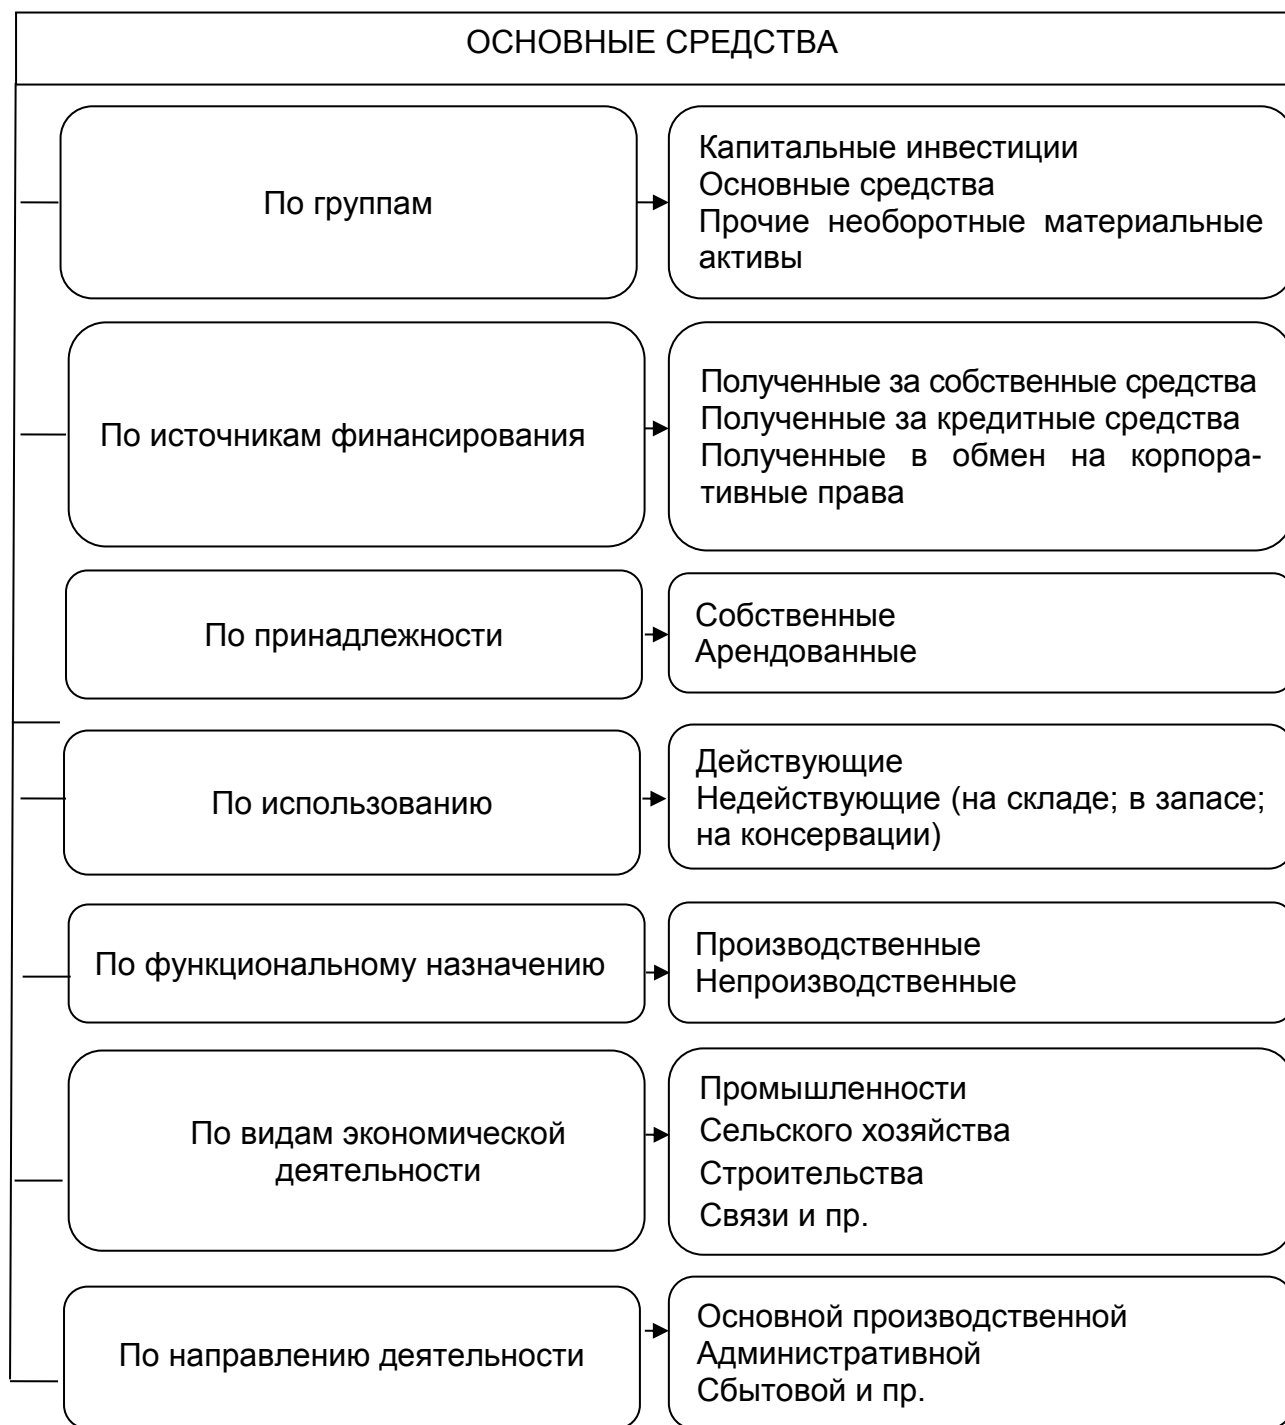 ОСНОВНЫЕ СРЕДСТВА
По группам
Капитальные инвестиции
Основные средства
Прочие необоротные материальные
активы
По источникам финансирования
Полученные за собственные средства
Полученные за кредитные средства
Полученные в обмен на корпора-
тивные права
По принадлежности
Собственные
Арендованные
По использованию
Действующие
Недействующие (на складе; в запасе;
на консервации)
По функциональному назначению
Производственные
Непроизводственные
По видам экономической
деятельности
Промышленности
Сельского хозяйства
Строительства
Связи и пр.
По направлению деятельности
Основной производственной
Административной
Сбытовой и пр.